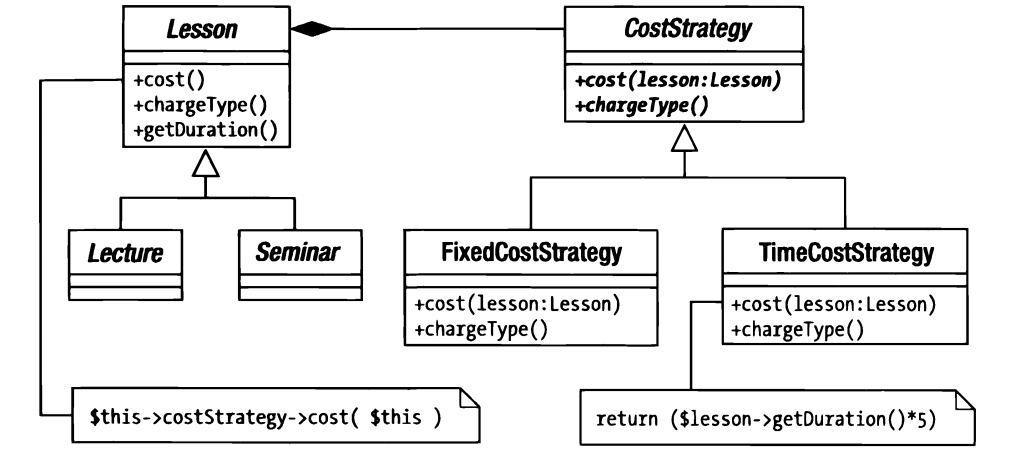 Lesson
+cost()
+chargeType()
+getDuration()
CostStrategy
+cost(lesson:Lesson)
+chargeType()
Lecture
Seminar
FixedCostStrategy
+cost(lesson:Lesson)
+chargeType()
TimeCostStrategy
+cost(lesson:Lesson)
+chargeType()
$this->costStrategy->cost( $this )
return ($lesson->getDuration()*5)